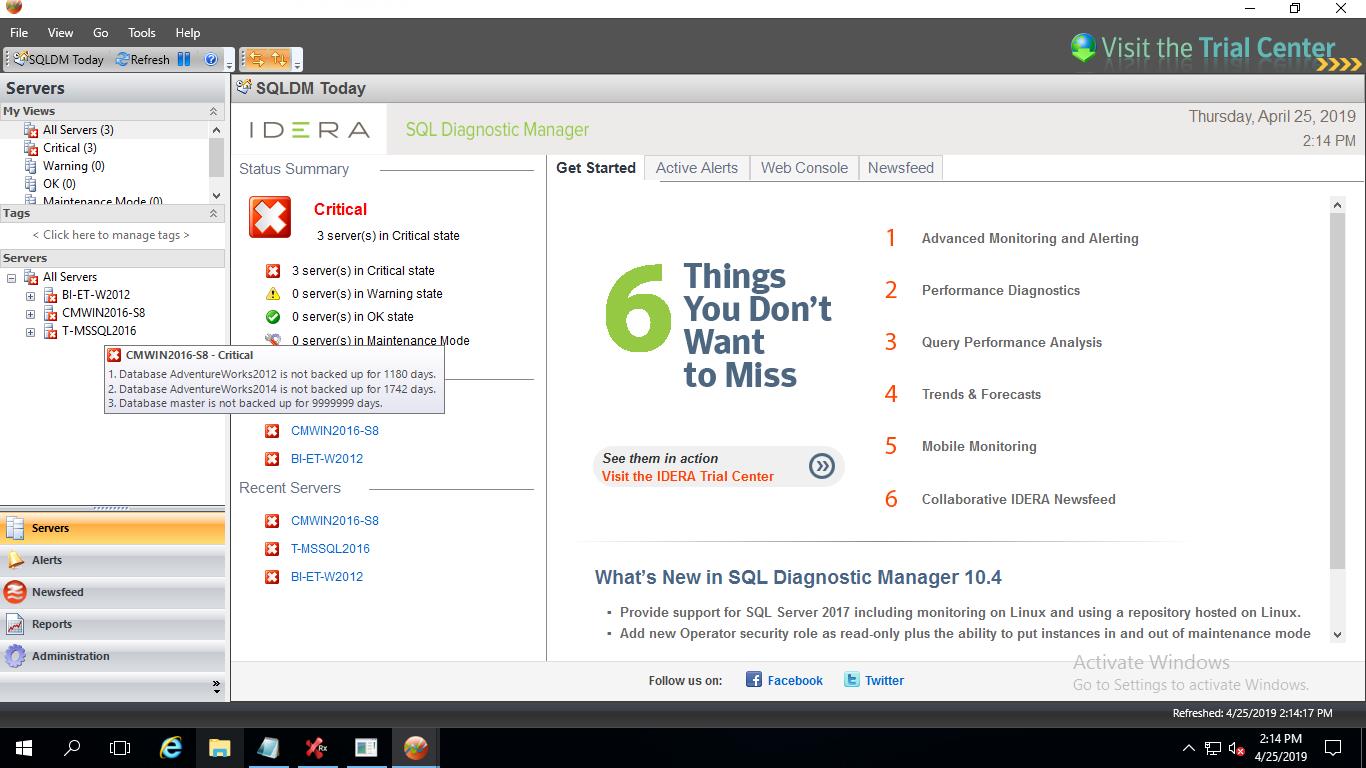 File View Go Tools Help
SQLDM Today Refresh
Visit the Trial Center
Servers
My Views
All Servers (3)
Critical (3)
Warning (0)
OK (0)
Maintenance Mode (0)
Tags
< Click here to manage tags >
Servers
All Servers
BI-ET-W2012
CMWIN2016-S8
T-MSSQL2016
CMWIN2016-S8 - Critical
1. Database AdventureWorks2012 is not backed up for 1180 days.
2. Database AdventureWorks2014 is not backed up for 1742 days.
3. Database master is not backed up for 9999999 days.
Servers
Alerts
Newsfeed
Reports
Administration
SQLDM Today
IDERA
SQL Diagnostic Manager
Thursday, April 25, 2019
2:14 PM
Status Summary
Critical
3 server(s) in Critical state
3 server(s) in Critical state
0 server(s) in Warning state
0 server(s) in OK state
0 server(s) in Maintenance Mode
CMWIN2016-S8
BI-ET-W2012
Recent Servers
CMWIN2016-S8
T-MSSQL2016
BI-ET-W2012
Get Started Active Alerts Web Console Newsfeed
6 Things
You Don't
Want
to Miss
See them in action
Visit the IDERA Trial Center
1 Advanced Monitoring and Alerting
2 Performance Diagnostics
3 Query Performance Analysis
4 Trends & Forecasts
5 Mobile Monitoring
6 Collaborative IDERA Newsfeed
What's New in SQL Diagnostic Manager 10.4
▪ Provide support for SQL Server 2017 including monitoring on Linux and using a repository hosted on Linux.
▪ Add new Operator security role as read-only plus the ability to put instances in and out of maintenance mode
Follow us on: Facebook Twitter
Activate Windows
Go to Settings to activate Windows.
Refreshed: 4/25/2019 2:14:17 PM
Rx
2:14 PM
4/25/2019